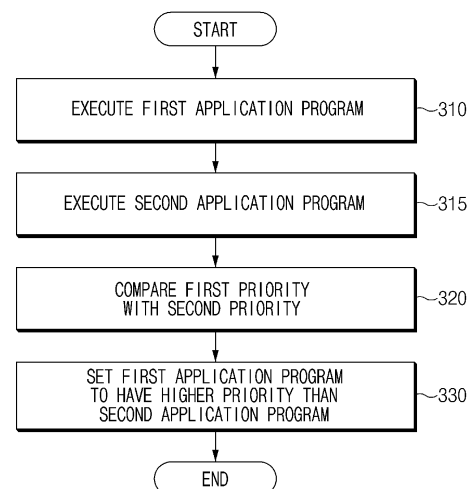 START
EXECUTE FIRST APPLICATION PROGRAM
310
EXECUTE SECOND APPLICATION PROGRAM
315
COMPARE FIRST PRIORITY
WITH SECOND PRIORITY
320
SET FIRST APPLICATION PROGRAM
TO HAVE HIGHER PRIORITY THAN
SECOND APPLICATION PROGRAM
330
END